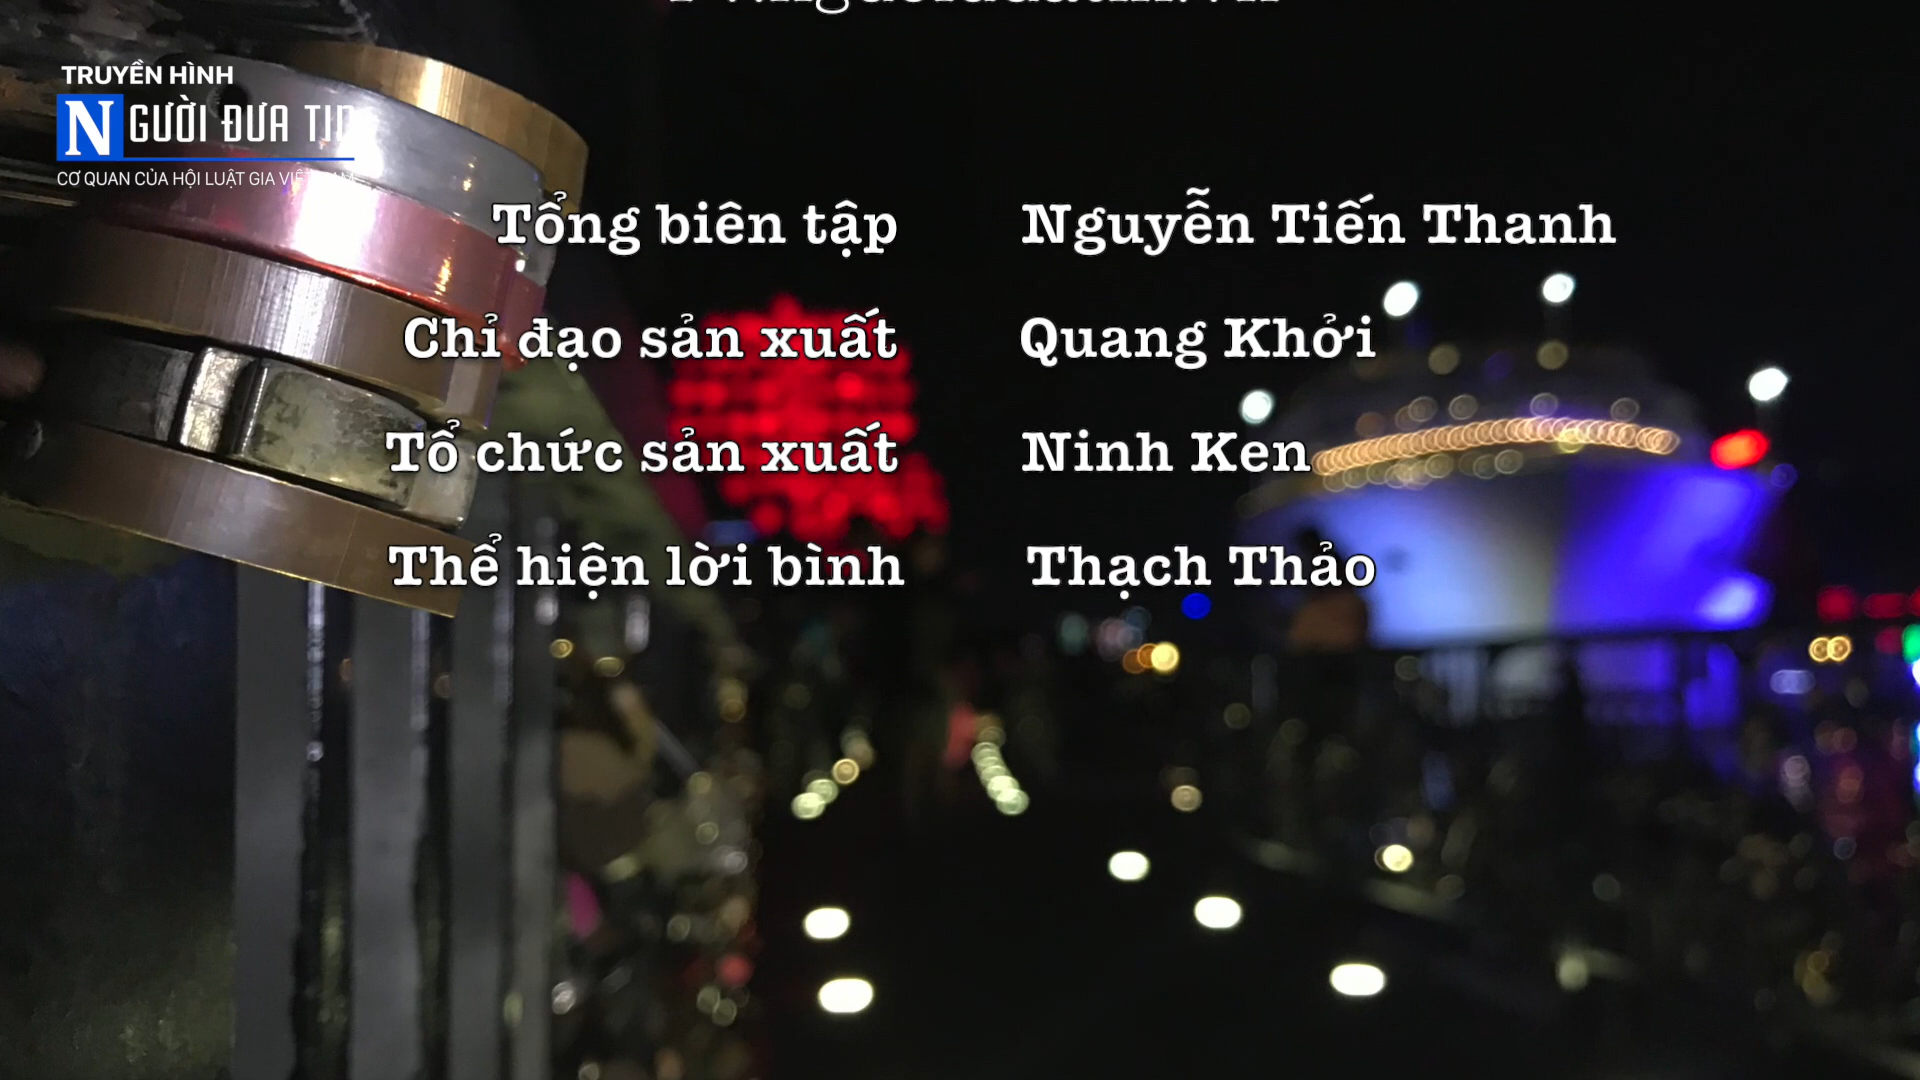 TRUYỀN HÌNH
NGƯỜI ĐƯA TIN
CƠ QUAN CỦA HỘI LUẬT GIA VIỆT NAM
Tổng biên tập Nguyễn Tiến Thanh
Chỉ đạo sản xuất Quang Khởi
Tổ chức sản xuất Ninh Ken
Thể hiện lời bình Thạch Thảo